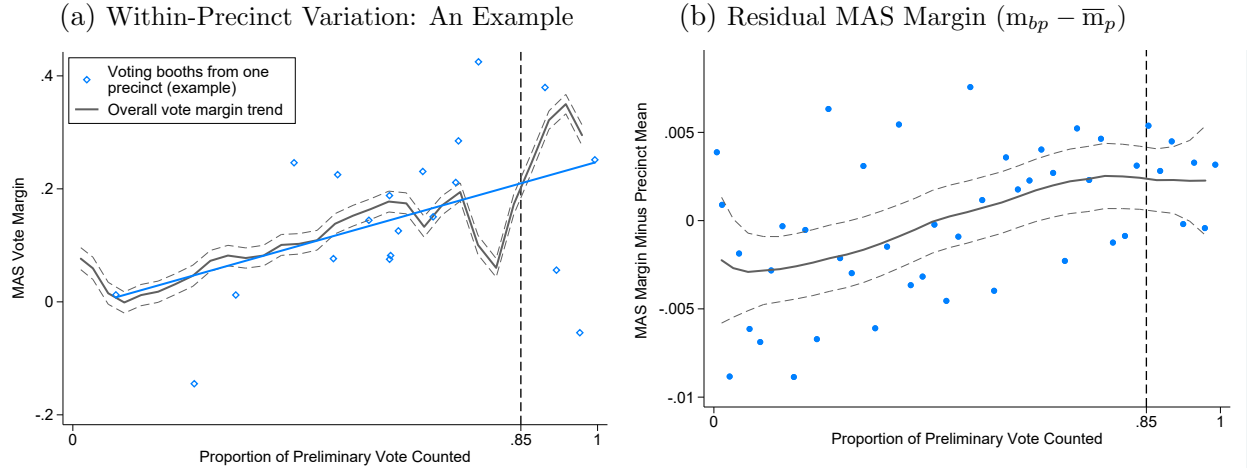 (a) Within-Precinct Variation: An Example
.4
.2
0
-.2
MAS Vote Margin
Voting booths from one
precinct (example)
Overall vote margin trend
0
.85
1
Proportion of Preliminary Vote Counted
(b) Residual MAS Margin (m_{bp} − m̅_p)
.005
0
-.005
-.01
MAS Margin Minus Precinct Mean
0
.85
1
Proportion of Preliminary Vote Counted